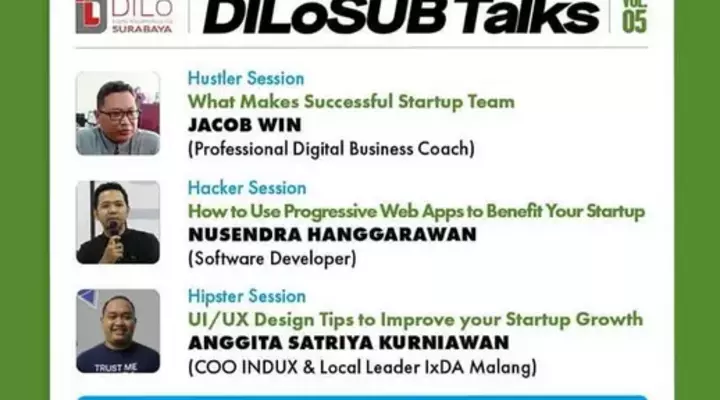 DILo
SURABAYA
DILoSUB Talks
VOL.
05
Hustler Session
What Makes Successful Startup Team
JACOB WIN
(Professional Digital Business Coach)
Hacker Session
How to Use Progressive Web Apps to Benefit Your Startup
NUSENDRA HANGGARAWAN
(Software Developer)
Hipster Session
UI/UX Design Tips to Improve your Startup Growth
ANGGITA SATRIYA KURNIAWAN
(COO INDUX & Local Leader IxDA Malang)
TRUST ME